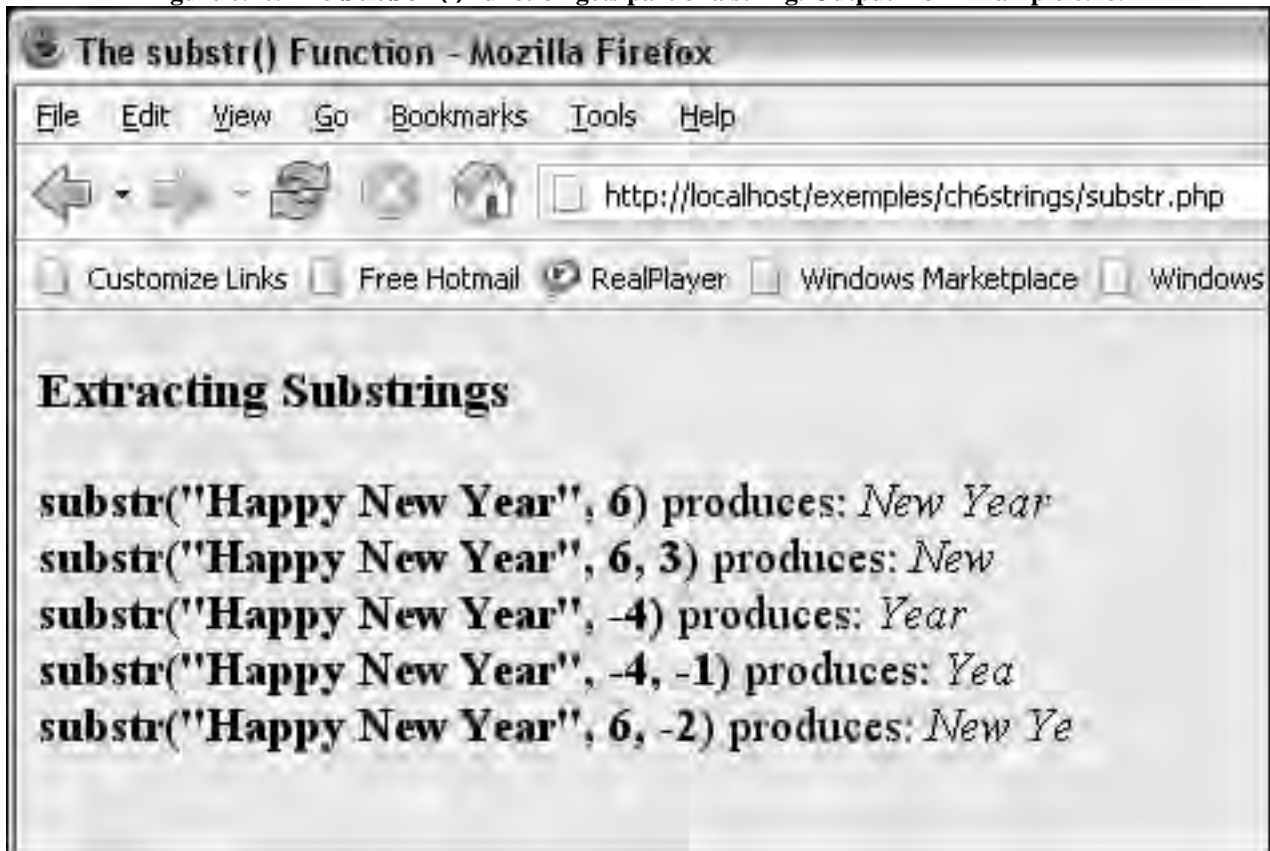 The substr() Function - Mozilla Firefox
File Edit View Go Bookmarks Tools Help
http://localhost/exemples/ch6strings/substr.php
Customize Links Free Hotmail RealPlayer Windows Marketplace Windows
Extracting Substrings
substr("Happy New Year", 6) produces: New Year
substr("Happy New Year", 6, 3) produces: New
substr("Happy New Year", -4) produces: Year
substr("Happy New Year", -4, -1) produces: Yea
substr("Happy New Year", 6, -2) produces: New Ye